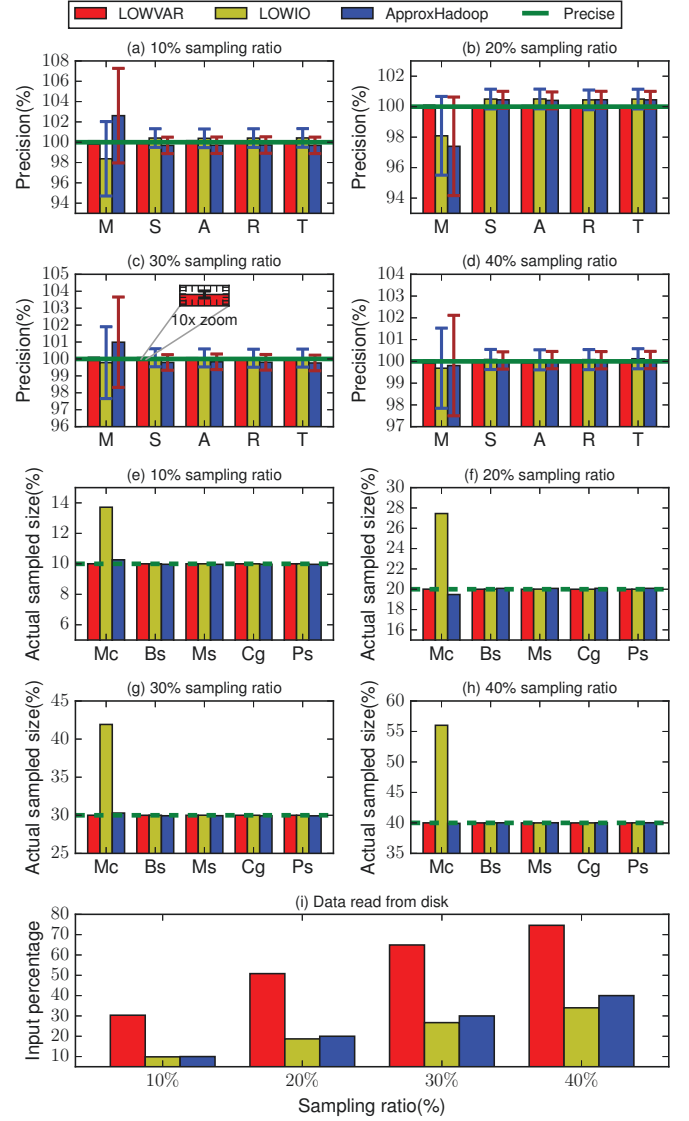 LOWVAR LOWIO ApproxHadoop Precise
(a) 10% sampling ratio
Precision(%)
108
106
104
102
100
98
96
94
M S A R T
(b) 20% sampling ratio
Precision(%)
102
100
98
96
94
M S A R T
(c) 30% sampling ratio
Precision(%)
105
104
103
102
101
100
99
98
97
96
10x zoom
M S A R T
(d) 40% sampling ratio
Precision(%)
104
103
102
101
100
99
98
97
M S A R T
(e) 10% sampling ratio
Actual sampled size(%)
14
12
10
8
6
Mc Bs Ms Cg Ps
(f) 20% sampling ratio
Actual sampled size(%)
30
28
26
24
22
20
18
16
Mc Bs Ms Cg Ps
(g) 30% sampling ratio
Actual sampled size(%)
45
40
35
30
25
Mc Bs Ms Cg Ps
(h) 40% sampling ratio
Actual sampled size(%)
60
55
50
45
40
35
Mc Bs Ms Cg Ps
(i) Data read from disk
Input percentage
80
70
60
50
40
30
20
10
10% 20% 30% 40%
Sampling ratio(%)